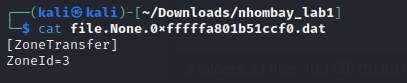 ┌──(kali㉿kali)-[~/Downloads/nhombay_lab1]
└─$ cat file.None.0×fffffa801b51ccf0.dat
[ZoneTransfer]
ZoneId=3